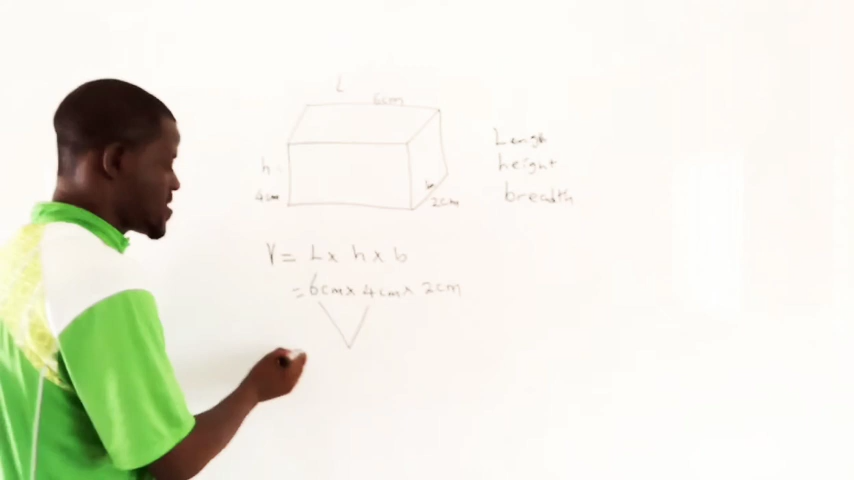 L
6cm
h
4cm
b
2cm
Length
height
breadth
V = L x h x b
= 6cm x 4cm x 2cm